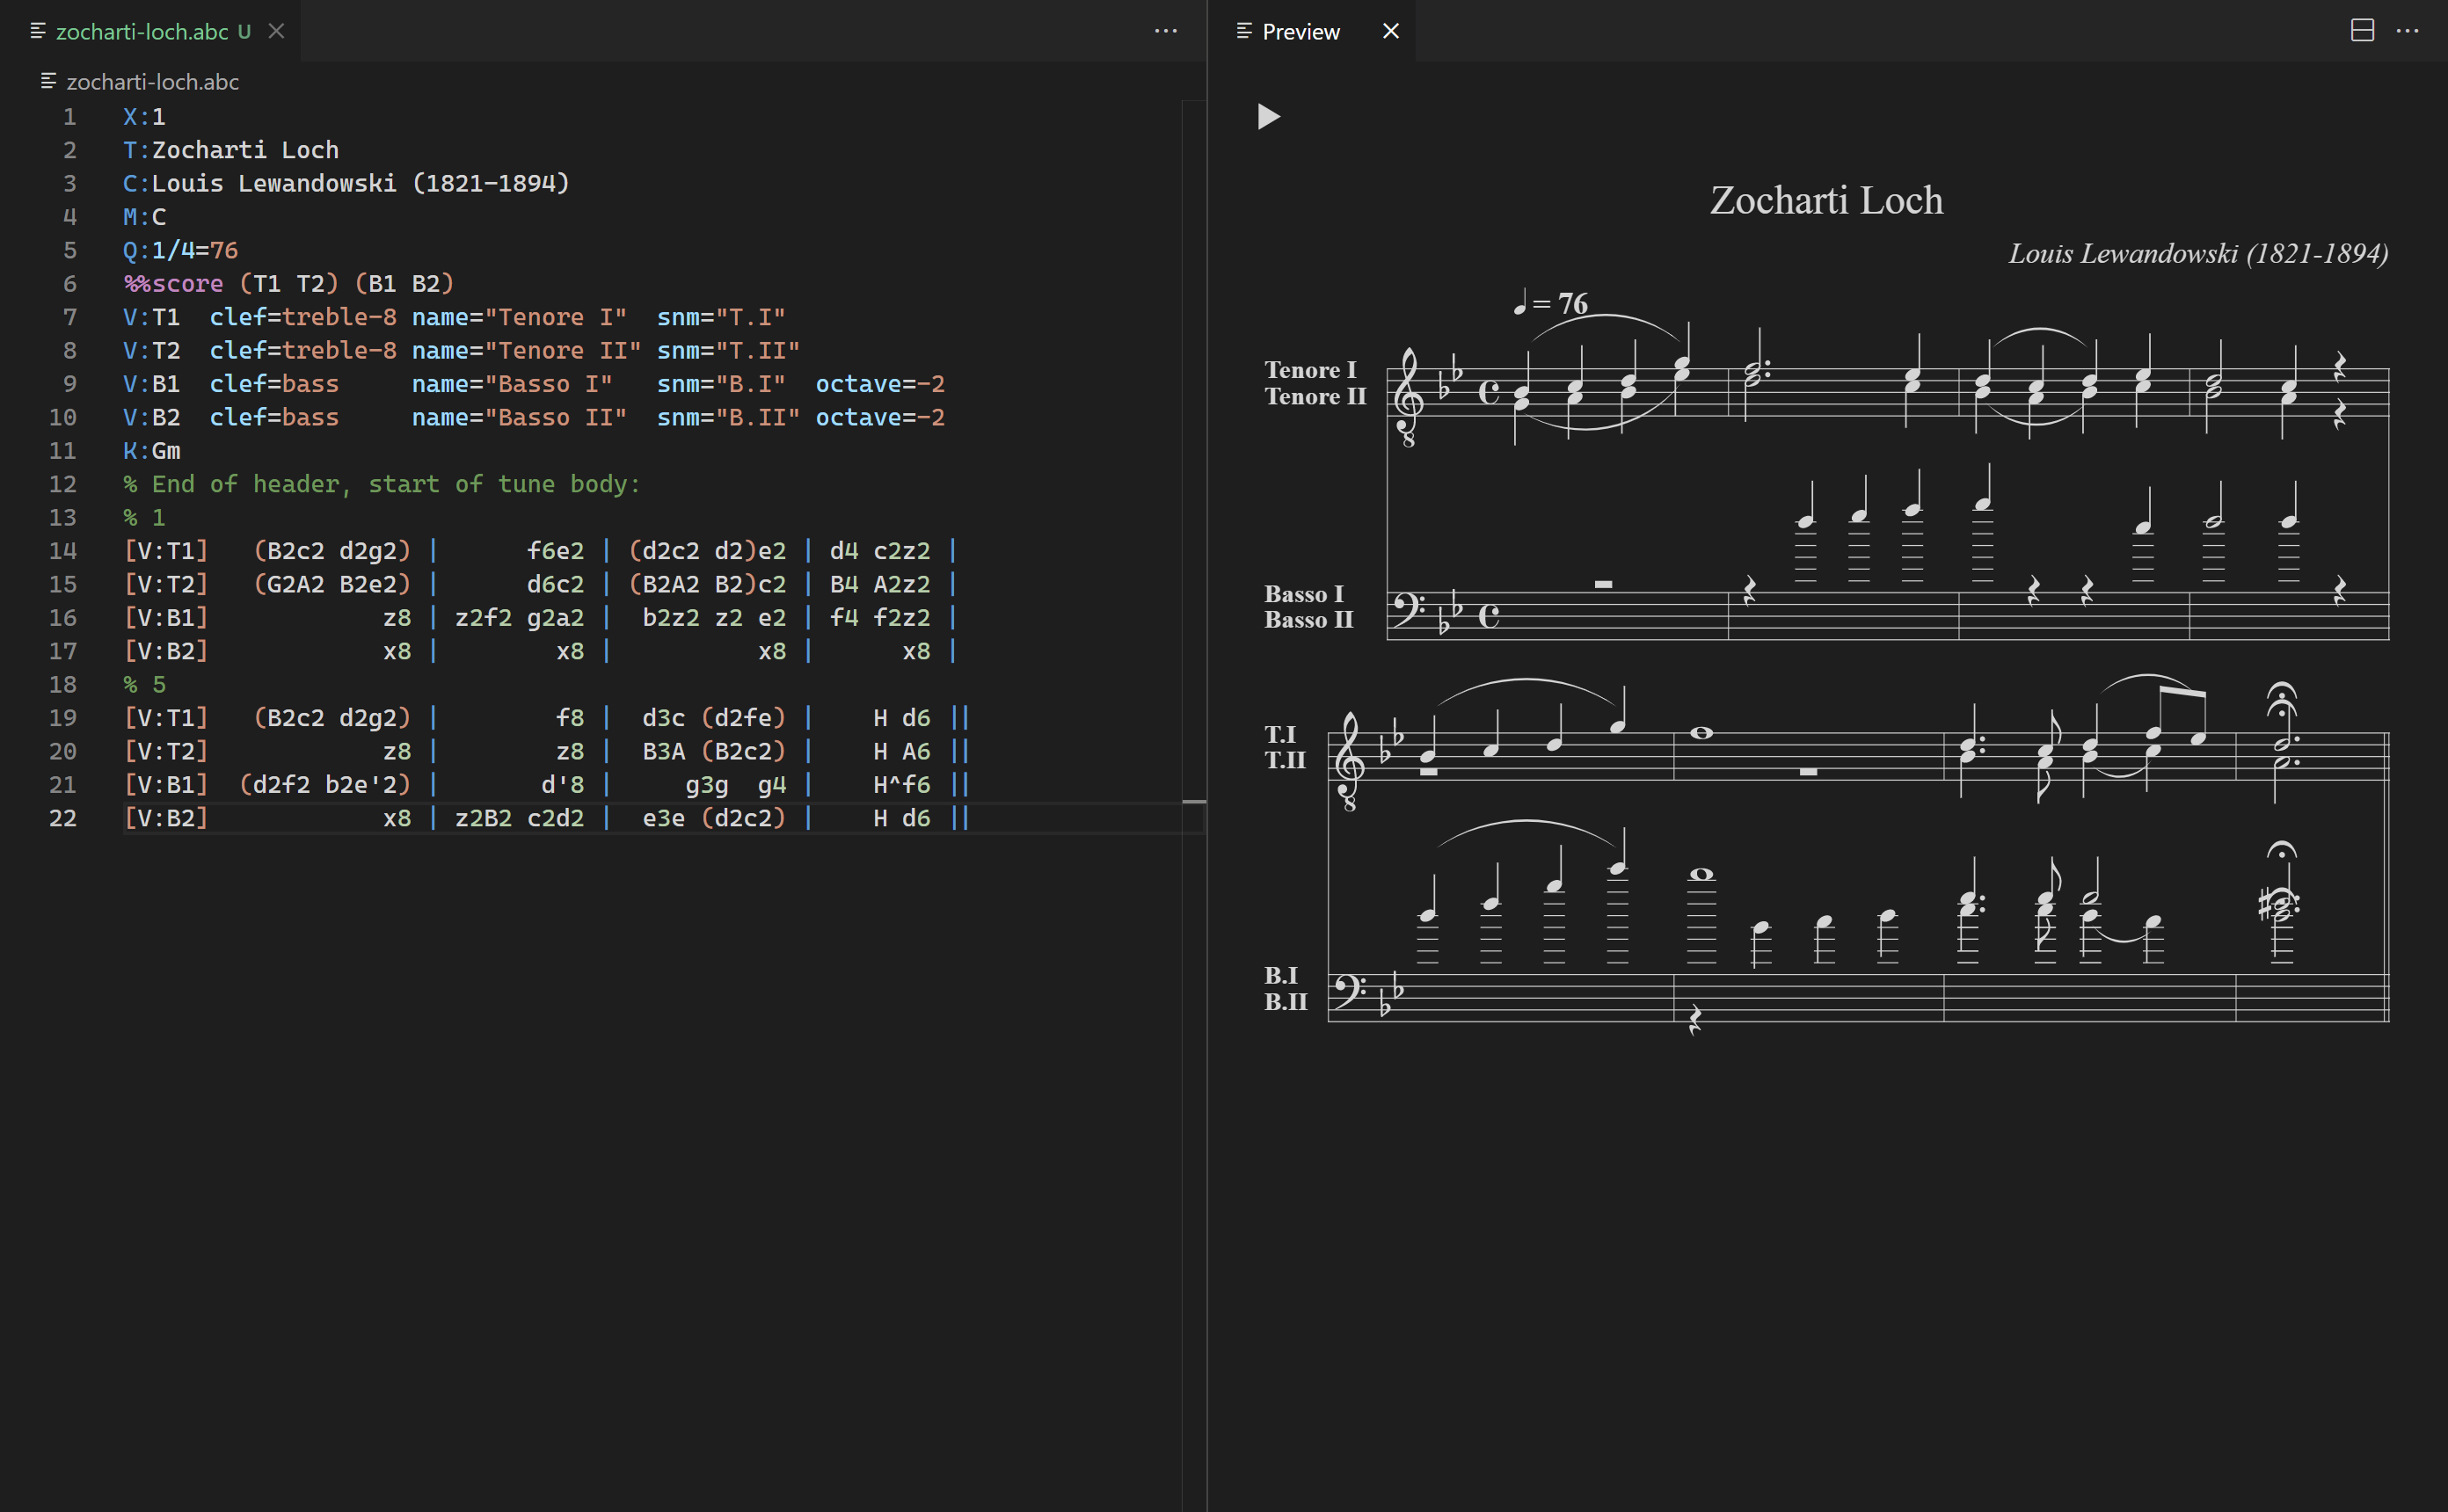 zocharti-loch.abc U
zocharti-loch.abc
1 X:1
2 T:Zocharti Loch
3 C:Louis Lewandowski (1821-1894)
4 M:C
5 Q:1/4=76
6 %%score (T1 T2) (B1 B2)
7 V:T1  clef=treble-8 name="Tenore I"  snm="T.I"
8 V:T2  clef=treble-8 name="Tenore II" snm="T.II"
9 V:B1  clef=bass     name="Basso I"   snm="B.I"  octave=-2
10 V:B2  clef=bass     name="Basso II"  snm="B.II" octave=-2
11 K:Gm
12 % End of header, start of tune body:
13 % 1
14 [V:T1]   (B2c2 d2g2) |      f6e2 | (d2c2 d2)e2 | d4 c2z2 |
15 [V:T2]   (G2A2 B2e2) |      d6c2 | (B2A2 B2)c2 | B4 A2z2 |
16 [V:B1]            z8 | z2f2 g2a2 |  b2z2 z2 e2 | f4 f2z2 |
17 [V:B2]            x8 |        x8 |          x8 |      x8 |
18 % 5
19 [V:T1]   (B2c2 d2g2) |        f8 |  d3c (d2fe) |    H d6 ||
20 [V:T2]            z8 |        z8 |  B3A (B2c2) |    H A6 ||
21 [V:B1]  (d2f2 b2e'2) |       d'8 |     g3g  g4 |    H^f6 ||
22 [V:B2]            x8 | z2B2 c2d2 |  e3e (d2c2) |    H d6 ||
Preview
Zocharti Loch
Louis Lewandowski (1821-1894)
= 76
Tenore I
Tenore II
8
Basso I
Basso II
T.I
T.II
8
B.I
B.II